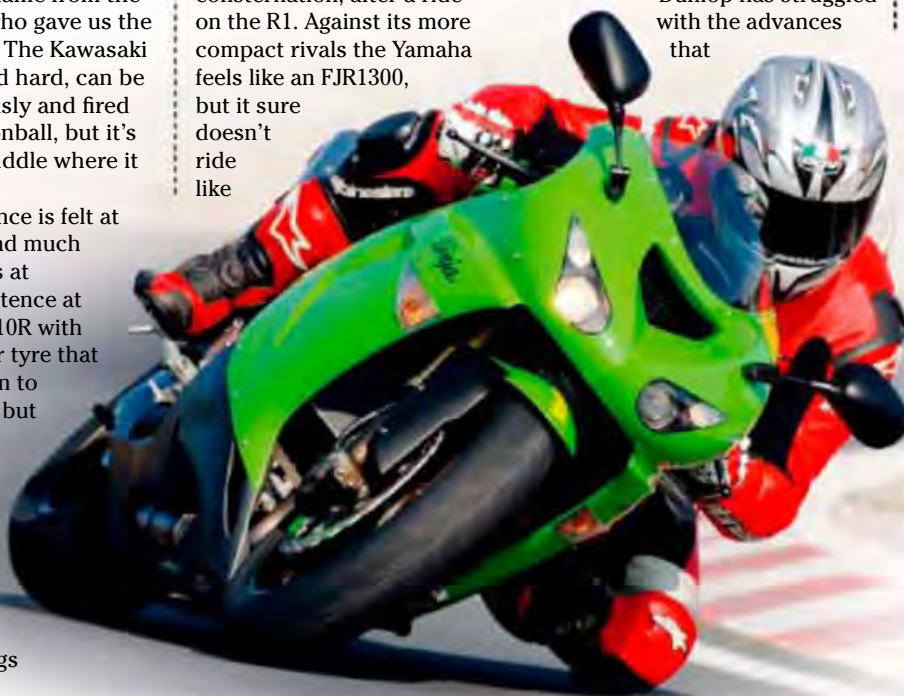 ame from the
ho gave us the
The Kawasaki
d hard, can be
sly and fired
nball, but it's
ddle where it
nce is felt at
nd much
s at
tence at
10R with
r tyre that
n to
but
gs
consternation, after a ride
on the R1. Against its more
compact rivals the Yamaha
feels like an FJR1300,
but it sure
doesn't
ride
like
Dunlop has struggled
with the advances
that
Ninja